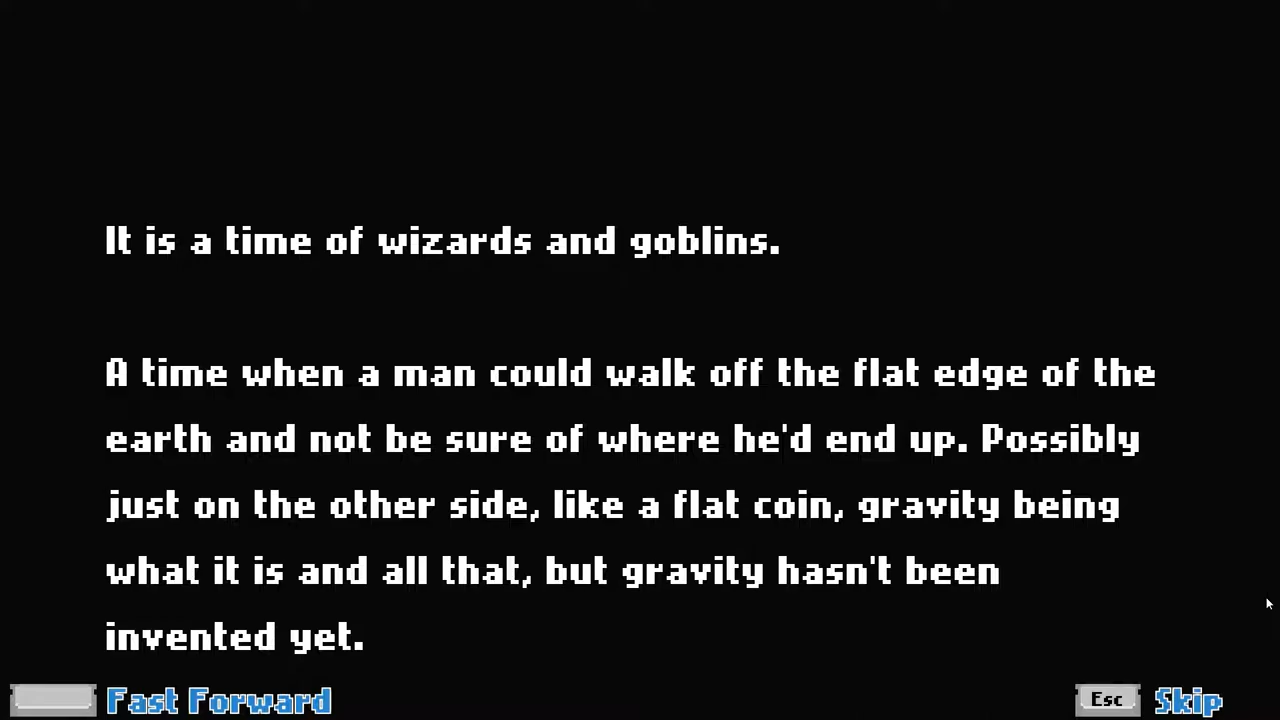 It is a time of wizards and goblins.
A time when a man could walk off the flat edge of the
earth and not be sure of where he'd end up. Possibly
just on the other side, like a flat coin, gravity being
what it is and all that, but gravity hasn't been
invented yet.
Fast Forward
Esc Skip